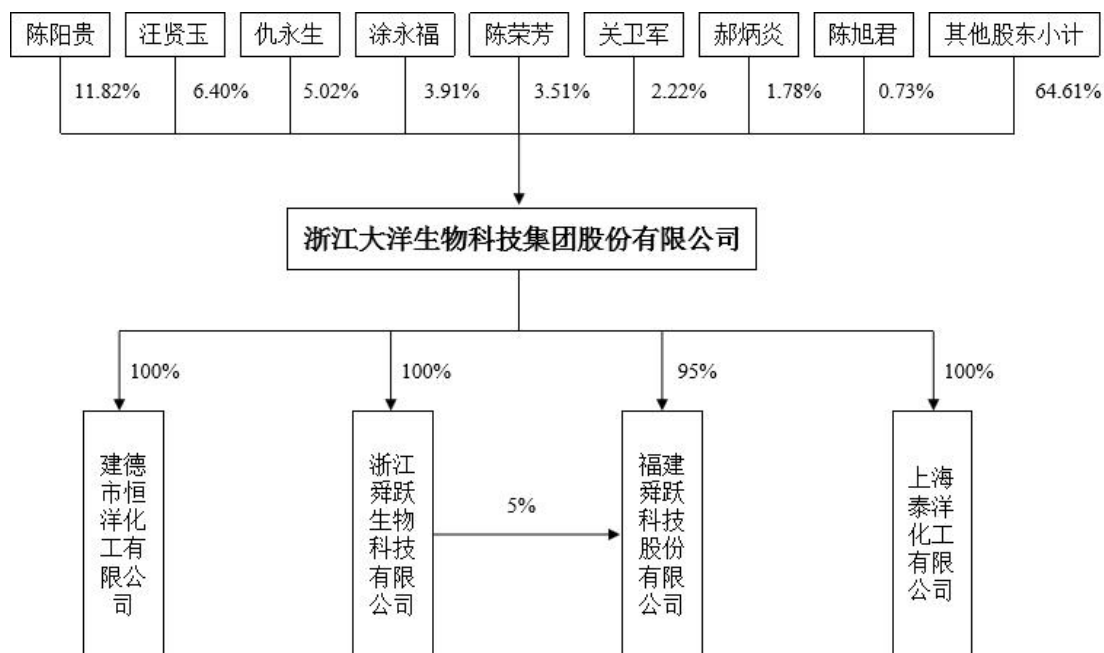 陈阳贵 汪贤玉 仇永生 涂永福 陈荣芳 关卫军 郝炳炎 陈旭君 其他股东小计
11.82% 6.40% 5.02% 3.91% 3.51% 2.22% 1.78% 0.73% 64.61%
浙江大洋生物科技集团股份有限公司
100% 100% 95% 100%
建德
市恒
洋化
工有
限公
司
浙江
舜跃
生物
科技
有限
公司
5%
福建
舜跃
科技
股份
有限
公司
上海
泰洋
化工
有限
公司